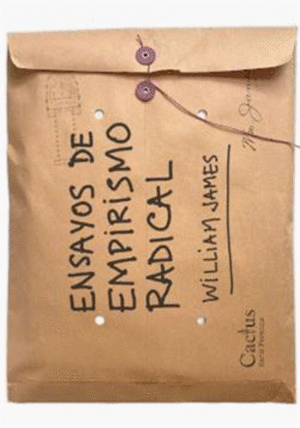 ENSAYOS DE
EMPIRISMO
RADICAL
WILLIAM JAMES
Cactus